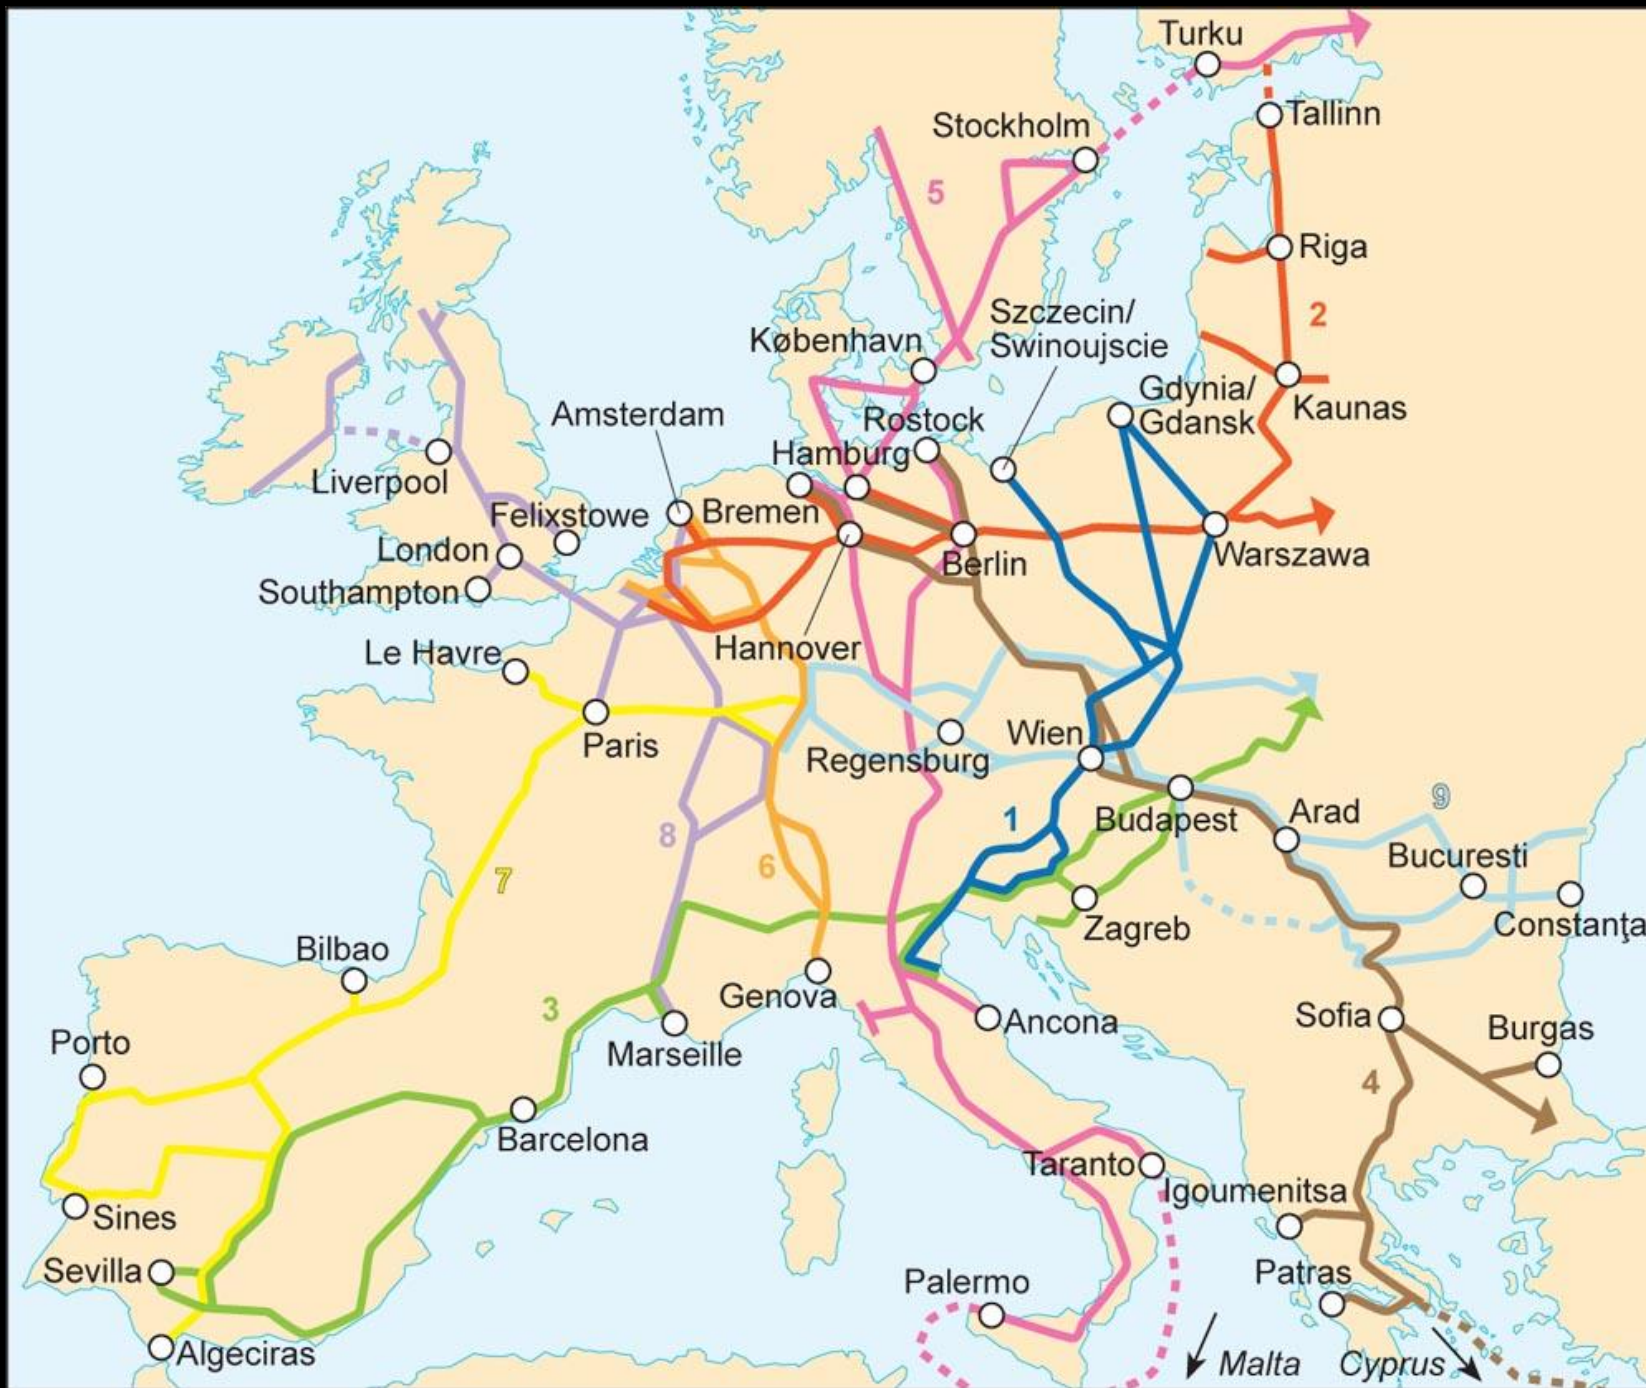 Turku
Tallinn
Stockholm
5
Riga
Szczecin/
Swinoujscie
2
København
Gdynia/
Gdansk
Kaunas
Amsterdam
Rostock
Hamburg
Liverpool
Bremen
Felixstowe
London
Warszawa
Berlin
Southampton
Hannover
Le Havre
Wien
Paris
Regensburg
9
Arad
1
Budapest
8
Bucuresti
6
7
Constanţa
Zagreb
Bilbao
Genova
3
Ancona
Sofia
Burgas
Porto
Marseille
4
Barcelona
Taranto
Igoumenitsa
Sines
Sevilla
Patras
Palermo
Algeciras
Malta
Cyprus